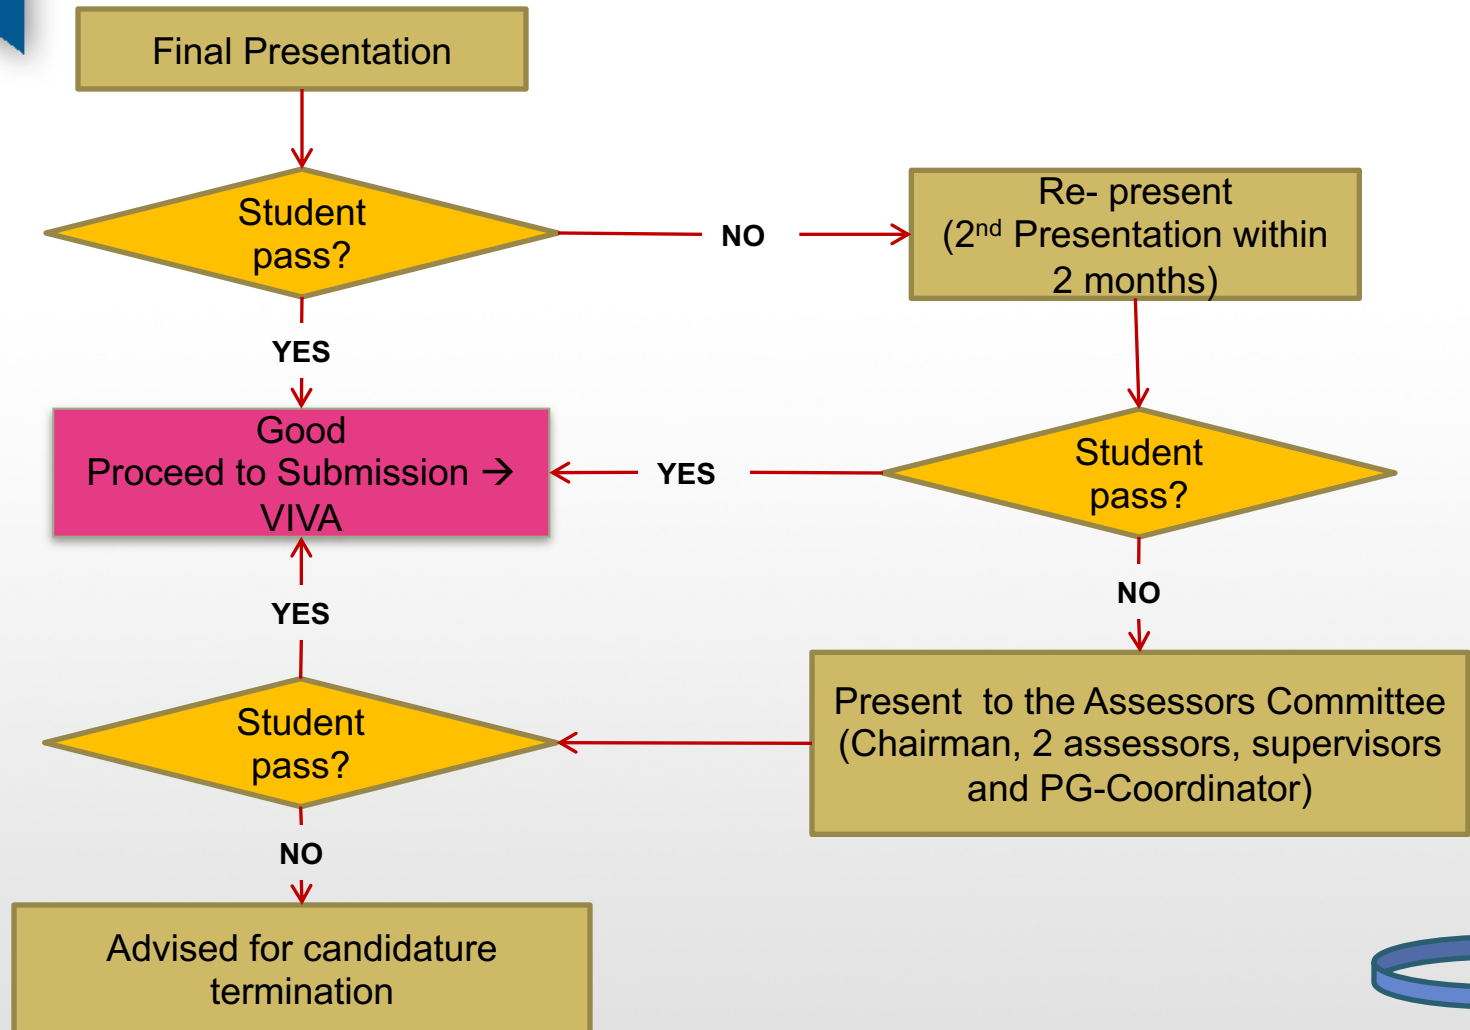 Final Presentation
Student
pass?
NO
Re- present
(2nd Presentation within
2 months)
YES
Good
Proceed to Submission →
VIVA
YES
Student
pass?
NO
YES
Present to the Assessors Committee
(Chairman, 2 assessors, supervisors
and PG-Coordinator)
Student
pass?
NO
Advised for candidature
termination